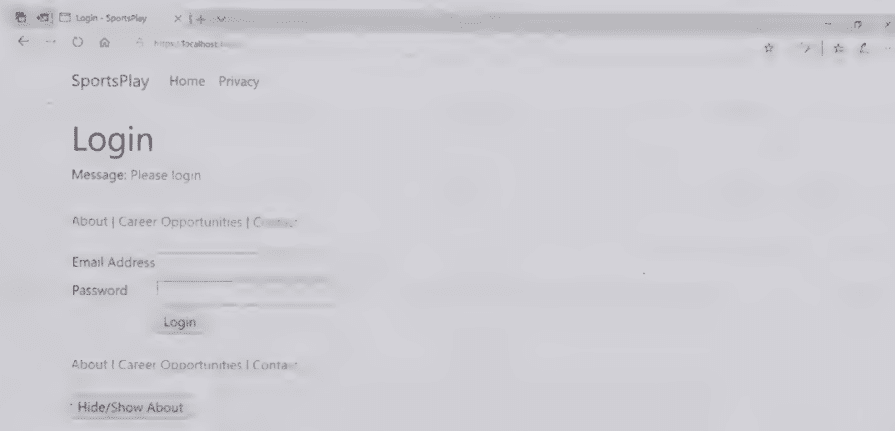 Login - SportsPlay
SportsPlay Home Privacy
Login
Message: Please login
About | Career Opportunities |
Email Address
Password
Login
About | Career Opportunities |
Hide/Show About